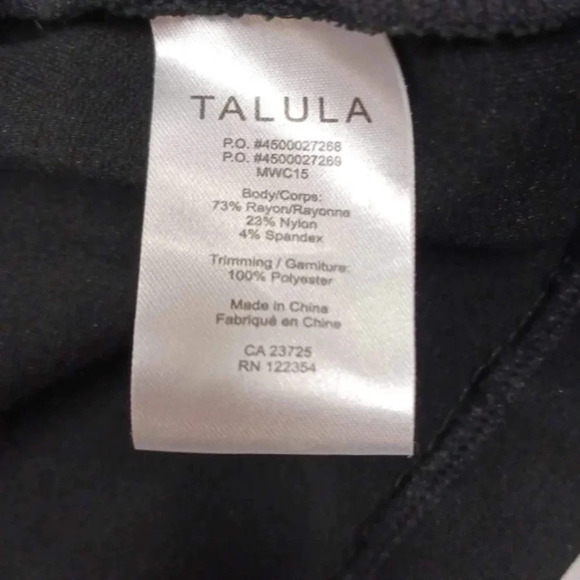 TALULA
P.O. #4500027268
P.O. #4500027269
MWC15
Body/Corps:
73% Rayon/Rayonne
23% Nylon
4% Spandex
Trimming / Garniture:
100% Polyester
Made in China
Fabriqué en Chine
CA 23725
RN 122354